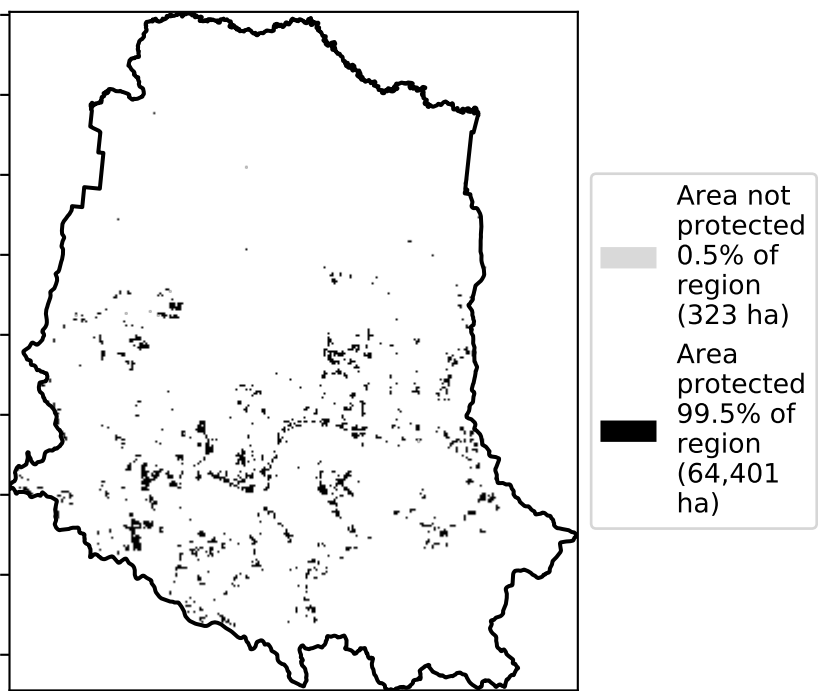 Area not
protected
0.5% of
region
(323 ha)
Area
protected
99.5% of
region
(64,401
ha)